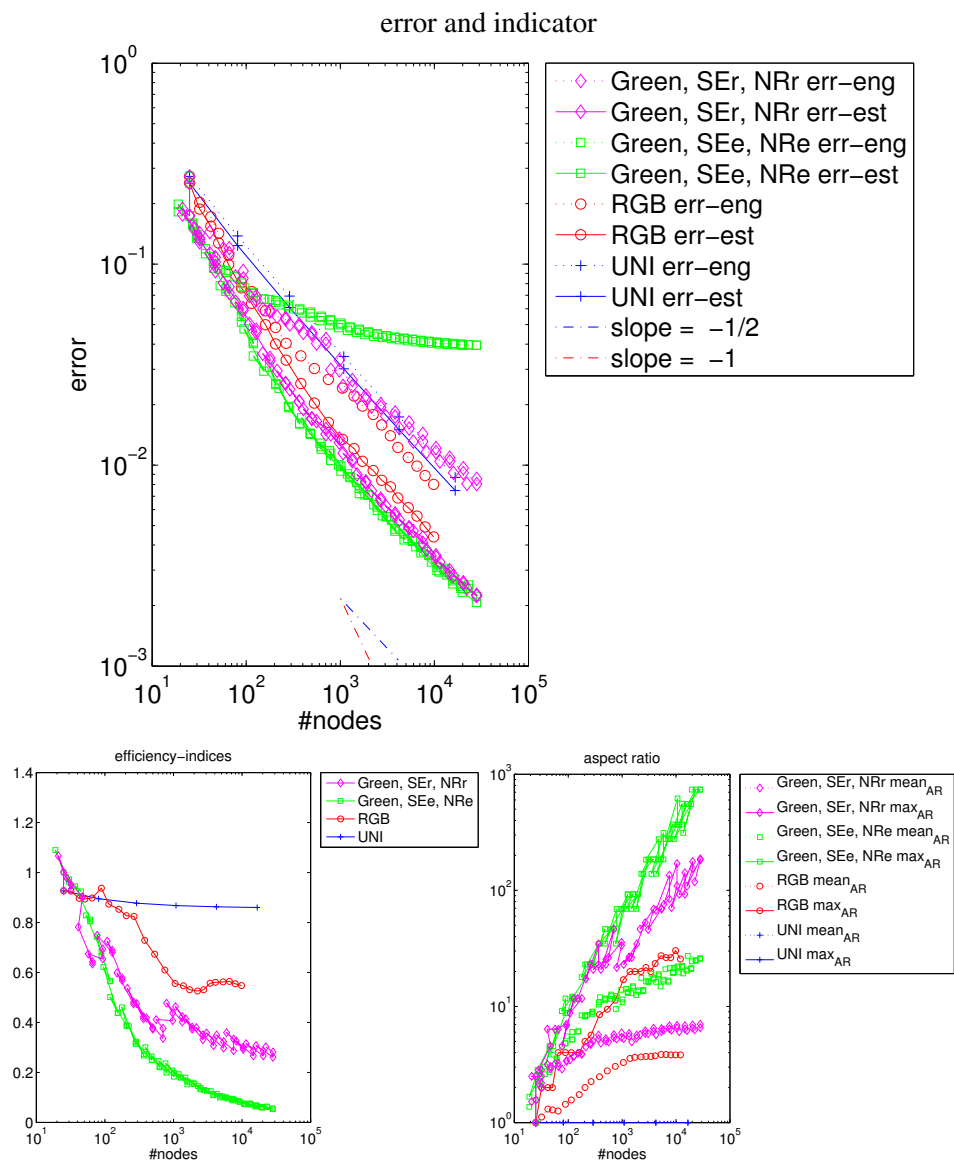 error and indicator
10^0
10^-1
10^-2
10^-3
error
10^1 10^2 10^3 10^4 10^5
#nodes
Green, SEr, NRr err-eng
Green, SEr, NRr err-est
Green, SEe, NRe err-eng
Green, SEe, NRe err-est
RGB err-eng
RGB err-est
UNI err-eng
UNI err-est
slope = -1/2
slope = -1
efficiency-indices
1.4
1.2
1
0.8
0.6
0.4
0.2
0
10^1 10^2 10^3 10^4 10^5
#nodes
Green, SEr, NRr
Green, SEe, NRe
RGB
UNI
aspect ratio
10^3
10^2
10^1
10^0
10^1 10^2 10^3 10^4 10^5
#nodes
Green, SEr, NRr mean_AR
Green, SEr, NRr max_AR
Green, SEe, NRe mean_AR
Green, SEe, NRe max_AR
RGB mean_AR
RGB max_AR
UNI mean_AR
UNI max_AR